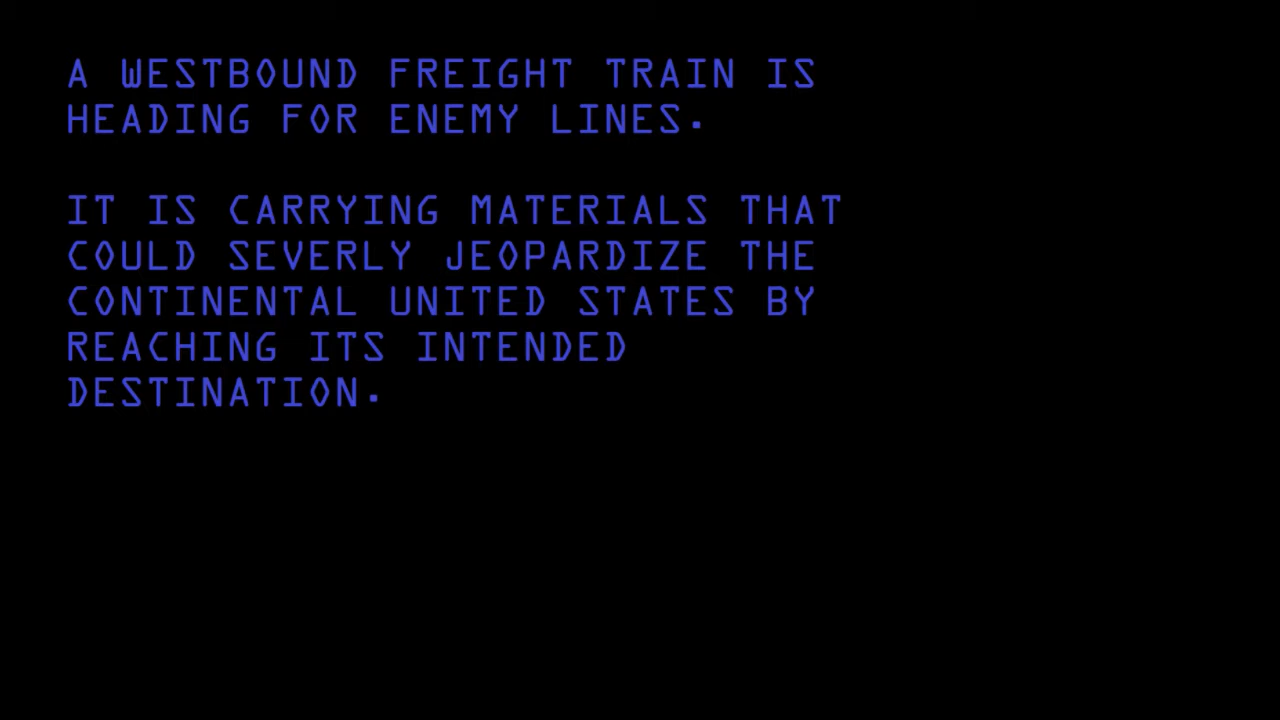 A WESTBOUND FREIGHT TRAIN IS
HEADING FOR ENEMY LINES.
IT IS CARRYING MATERIALS THAT
COULD SEVERLY JEOPARDIZE THE
CONTINENTAL UNITED STATES BY
REACHING ITS INTENDED
DESTINATION.